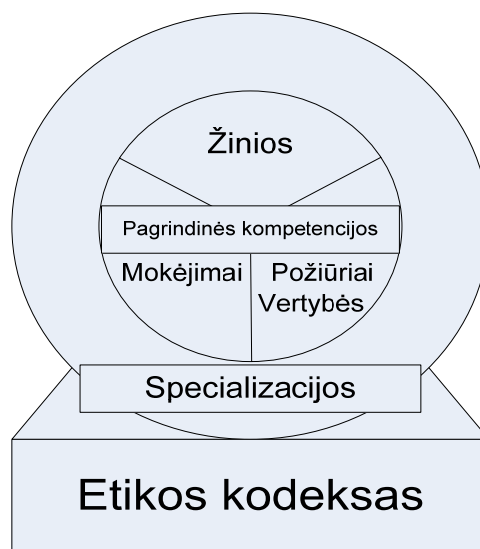 Žinios
Pagrindinės kompetencijos
Mokėjimai
Požiūriai
Vertybės
Specializacijos
Etikos kodeksas